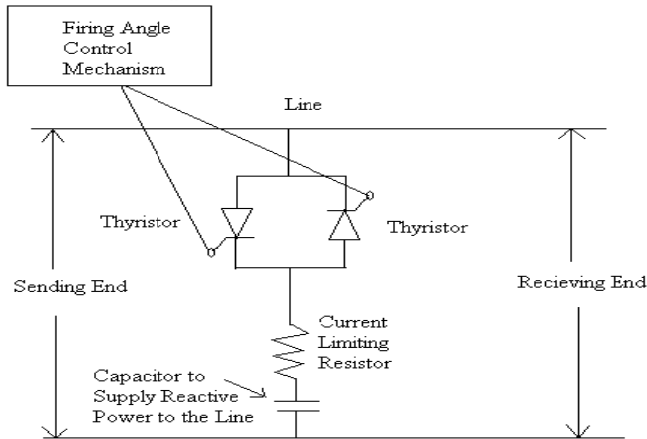 Firing Angle
Control
Mechanism
Line
Thyristor
Thyristor
Sending End
Recieving End
Current
Limiting
Resistor
Capacitor to
Supply Reactive
Power to the Line